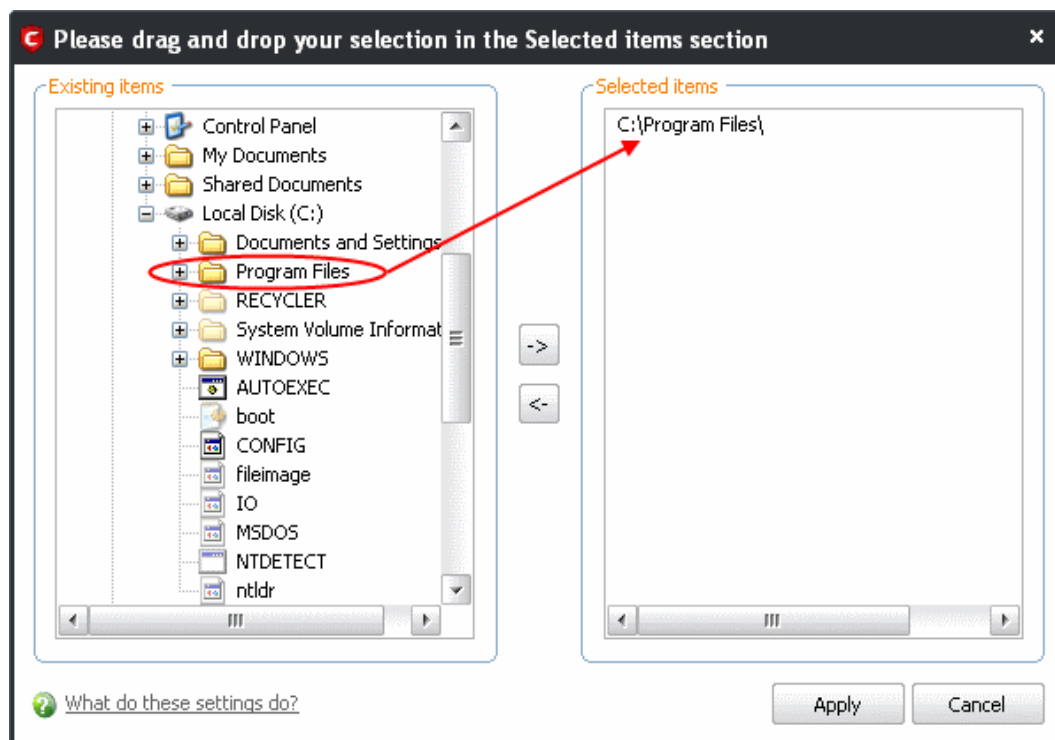 Please drag and drop your selection in the Selected items section
Existing items
Control Panel
My Documents
Shared Documents
Local Disk (C:)
Documents and Settings
Program Files
RECYCLER
System Volume Informat
WINDOWS
AUTOEXEC
boot
CONFIG
fileimage
IO
MSDOS
NTDETECT
ntldr
->
<-
Selected items
C:\Program Files\
What do these settings do?
Apply
Cancel